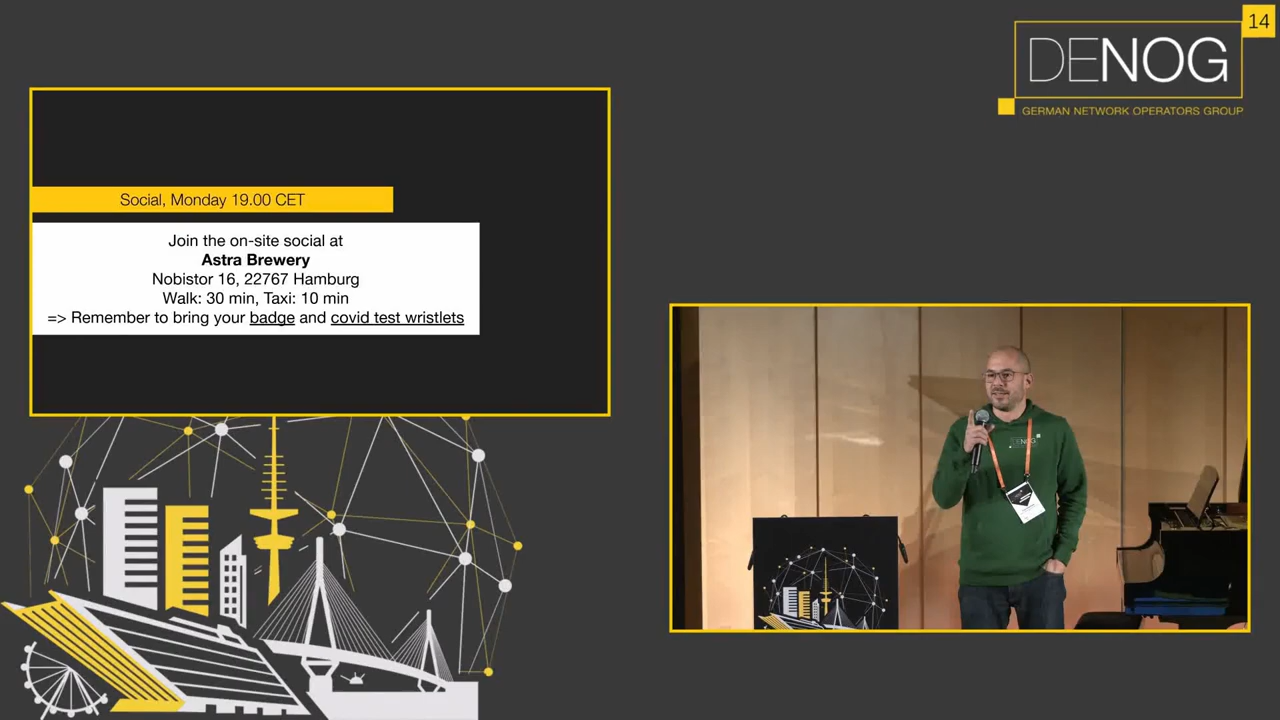 14
DENOG
GERMAN NETWORK OPERATORS GROUP
Social, Monday 19.00 CET
Join the on-site social at
Astra Brewery
Nobistor 16, 22767 Hamburg
Walk: 30 min, Taxi: 10 min
=> Remember to bring your badge and covid test wristlets
DENOG